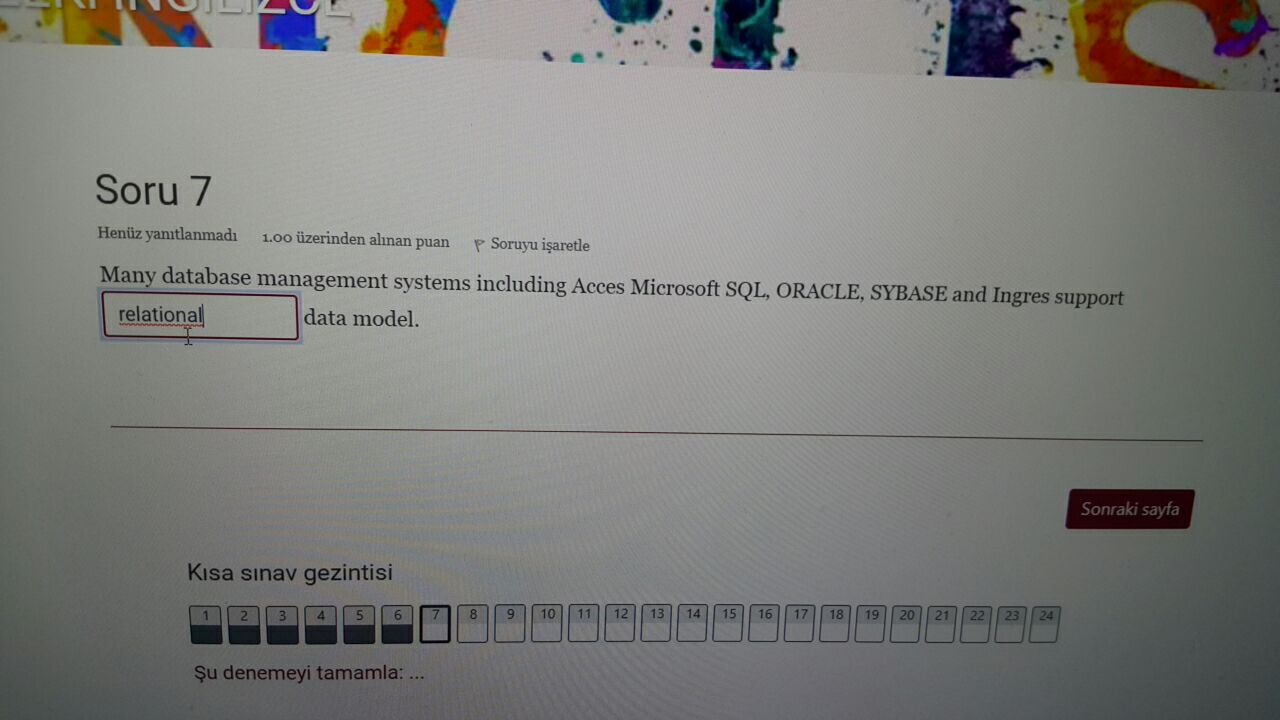 Soru 7
Henüz yanıtlanmadı 1.00 üzerinden alınan puan Soruyu işaretle
Many database management systems including Acces Microsoft SQL, ORACLE, SYBASE and Ingres support
relational data model.
Sonraki sayfa
Kısa sınav gezintisi
1 2 3 4 5 6 7 8 9 10 11 12 13 14 15 16 17 18 19 20 21 22 23 24
Şu denemeyi tamamla: ...